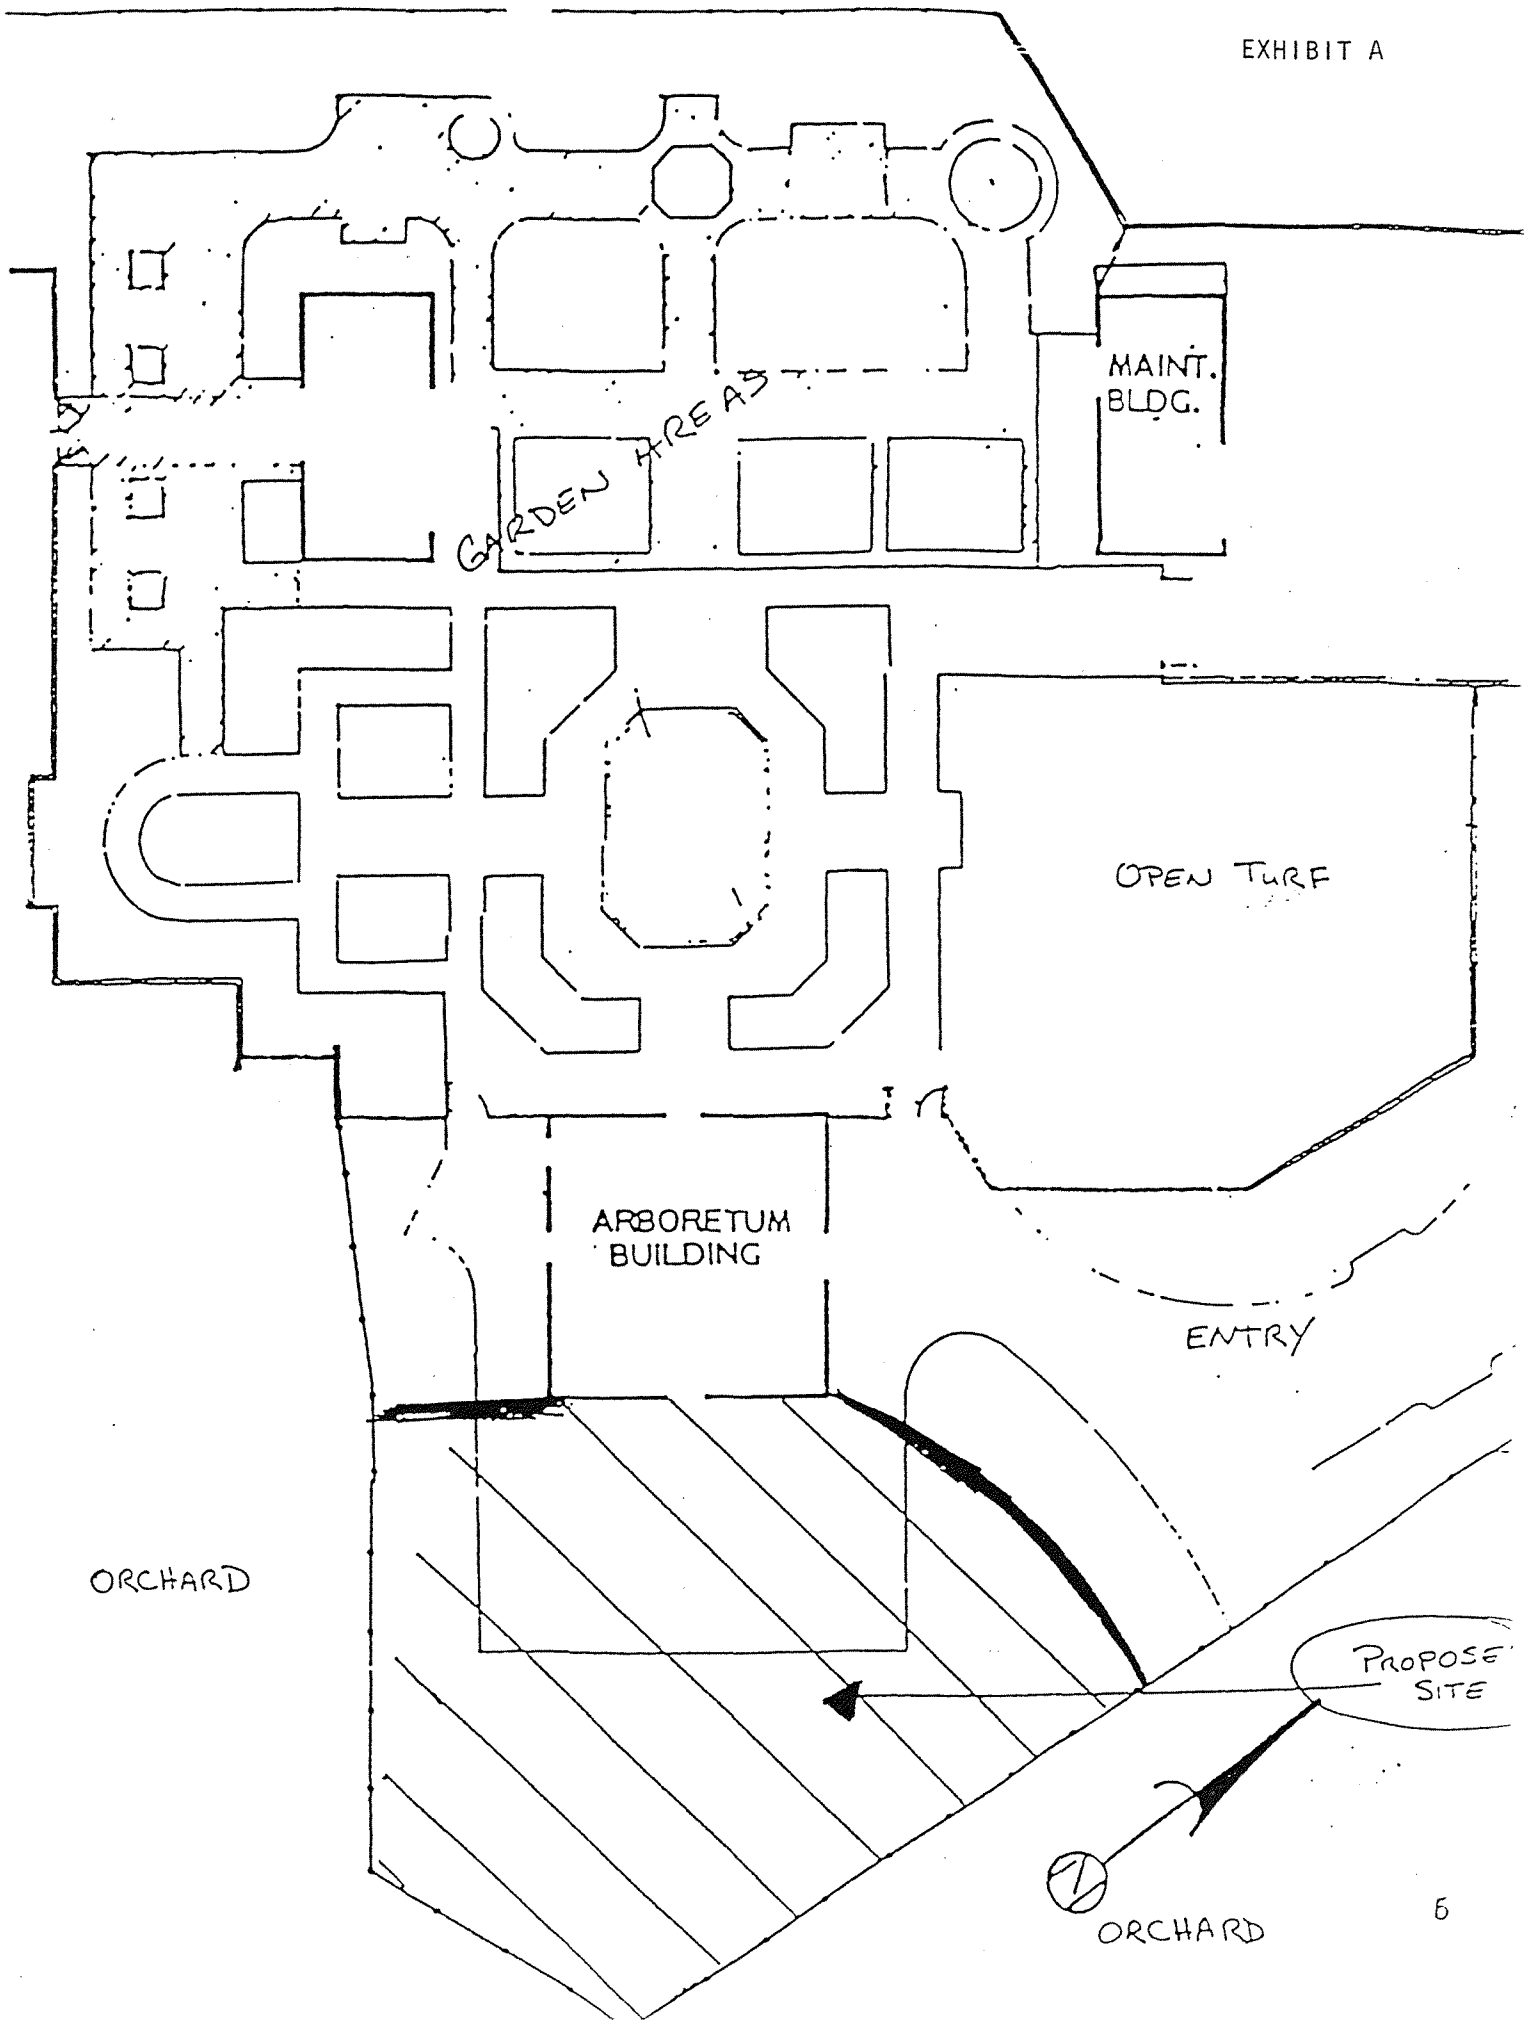 EXHIBIT A
MAINT.
BLDG.
GARDEN AREAS
OPEN TURF
ARBORETUM
BUILDING
ENTRY
ORCHARD
PROPOSE
SITE
N
ORCHARD
6